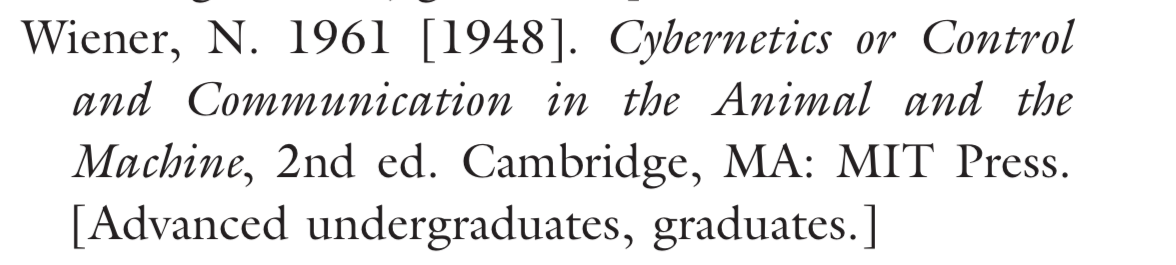 Wiener, N. 1961 [1948]. Cybernetics or Control
and Communication in the Animal and the
Machine, 2nd ed. Cambridge, MA: MIT Press.
[Advanced undergraduates, graduates.]